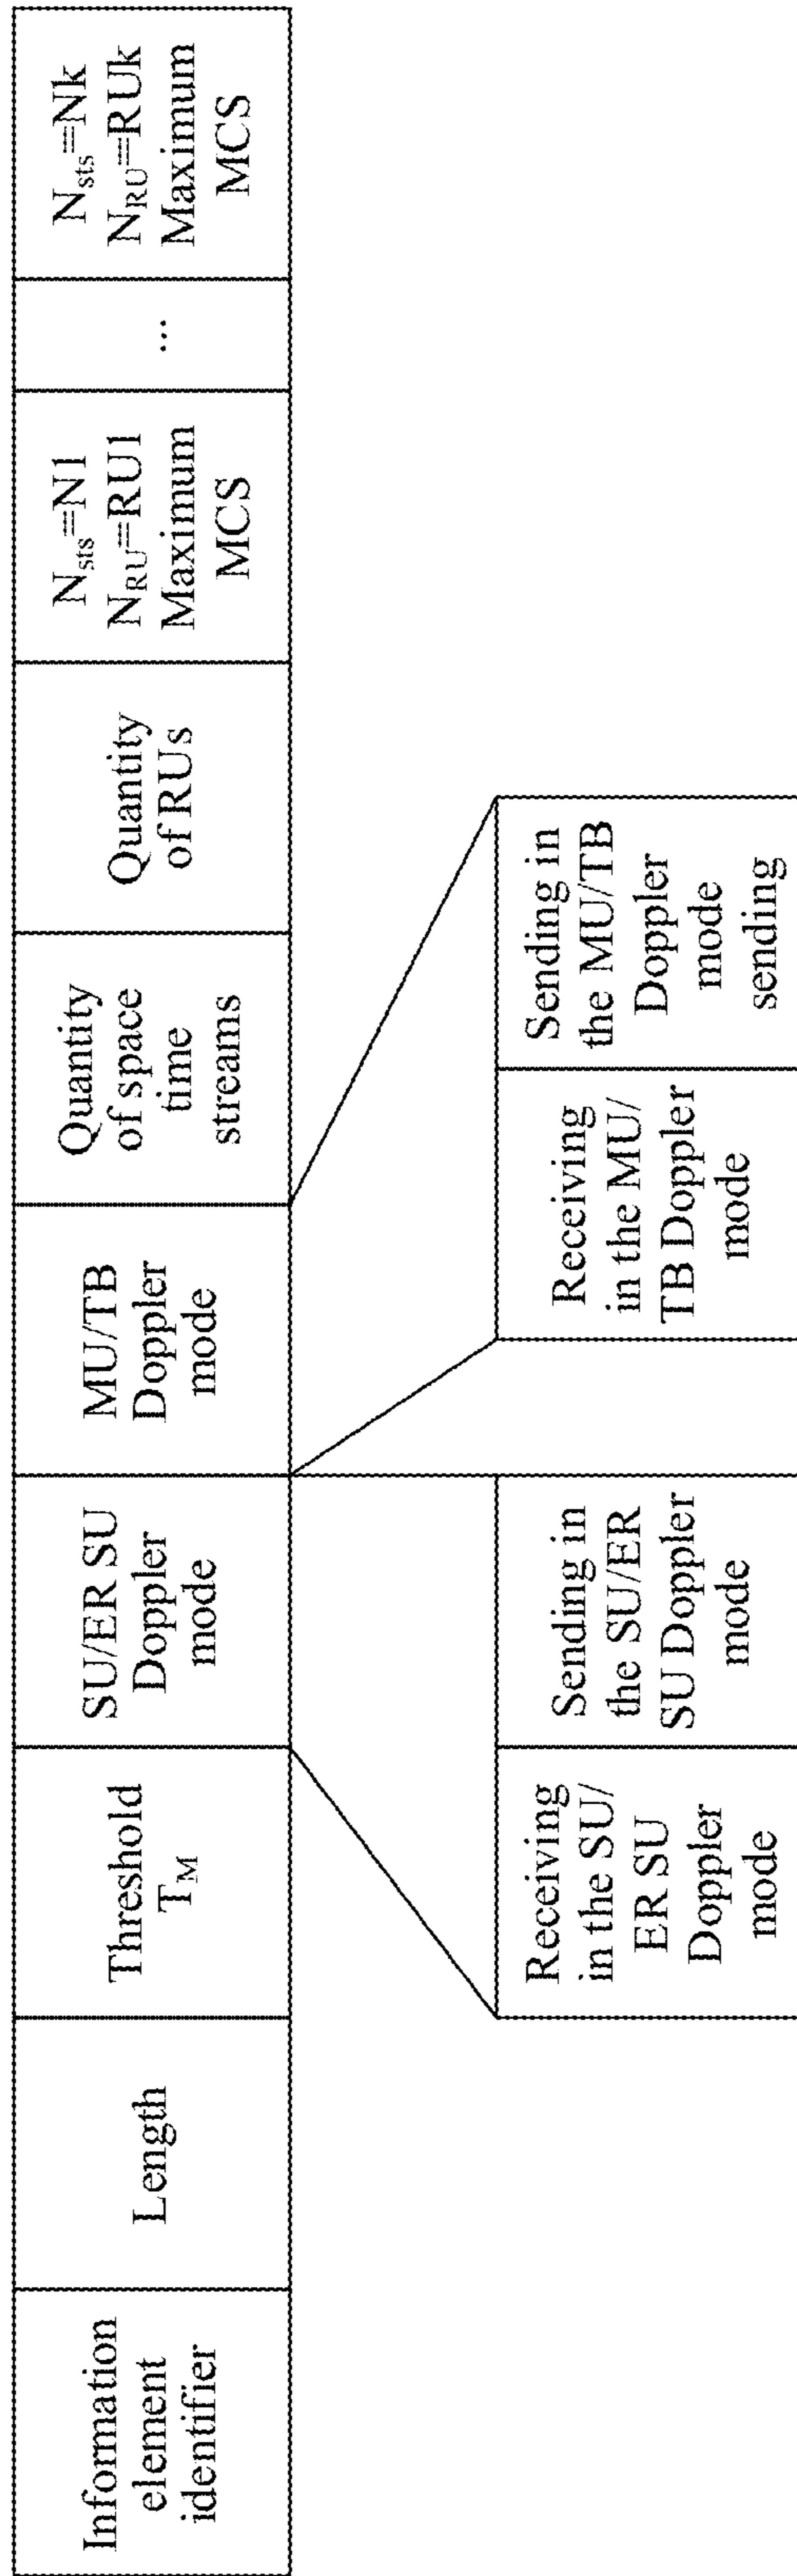 Information
element
identifier
Length
Threshold
T_M
SU/ER SU
Doppler
mode
MU/TB
Doppler
mode
Quantity
of space
time
streams
Quantity
of RUs
N_sts=N1
N_RU=RU1
Maximum
MCS
...
N_sts=Nk
N_RU=RUk
Maximum
MCS
Receiving
in the SU/
ER SU
Doppler
mode
Sending in
the SU/ER
SU Doppler
mode
Receiving
in the MU/
TB Doppler
mode
Sending in
the MU/TB
Doppler
mode
sending